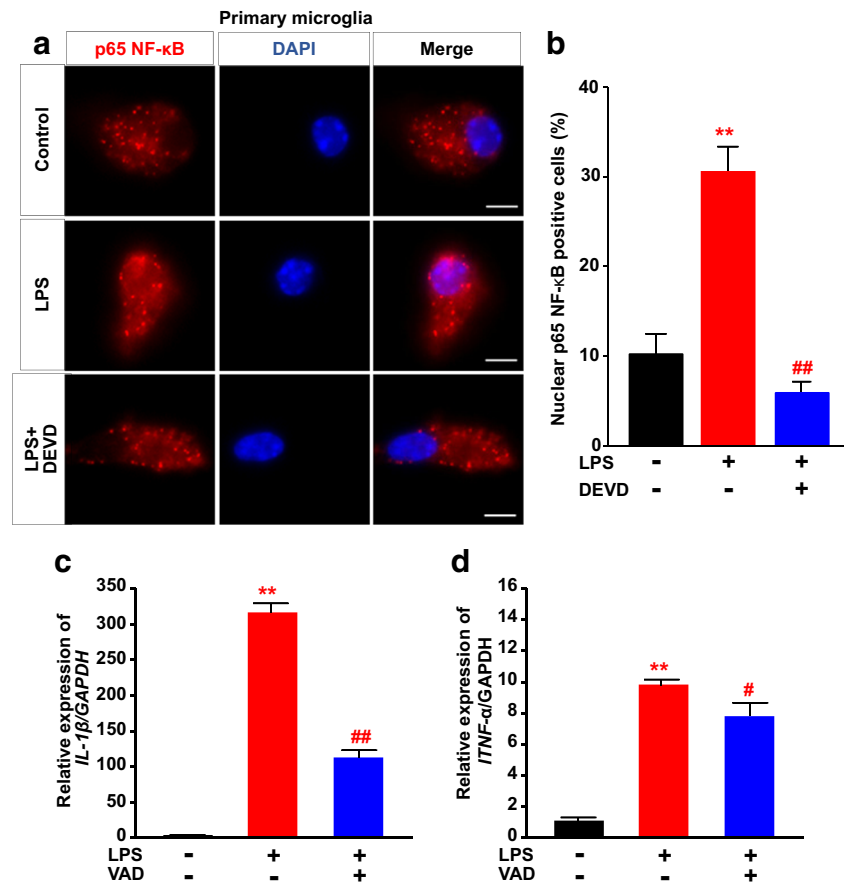 Primary microglia
a
p65 NF-κB DAPI Merge
Control
LPS
LPS+
DEVD
b
Nuclear p65 NF-κB positive cells (%)
40
30
20
10
0
**
##
LPS - + +
DEVD - - +
c
Relative expression of
IL-1β/GAPDH
350
300
250
200
150
100
50
0
**
##
LPS - + +
VAD - - +
d
Relative expression of
ITNF-α/GAPDH
16
14
12
10
8
6
4
2
0
**
#
LPS - + +
VAD - - +